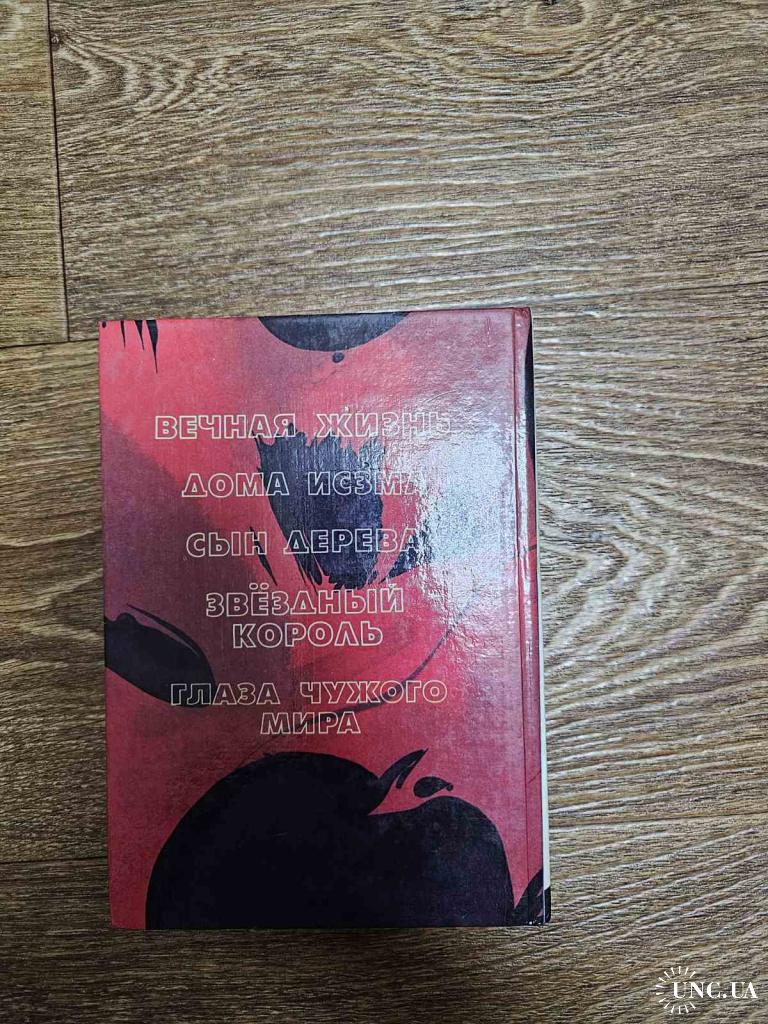 ВЕЧНАЯ ЖИЗНЬ
ДОМА ИСЗМА
СЫН ДЕРЕВА
ЗВЁЗДНЫЙ
КОРОЛЬ
ГЛАЗА ЧУЖОГО
МИРА
UNC.UA